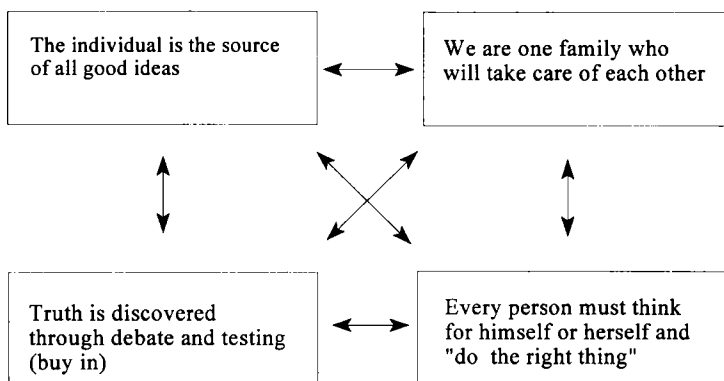 The individual is the source
of all good ideas
We are one family who
will take care of each other
Truth is discovered
through debate and testing
(buy in)
Every person must think
for himself or herself and
"do the right thing"